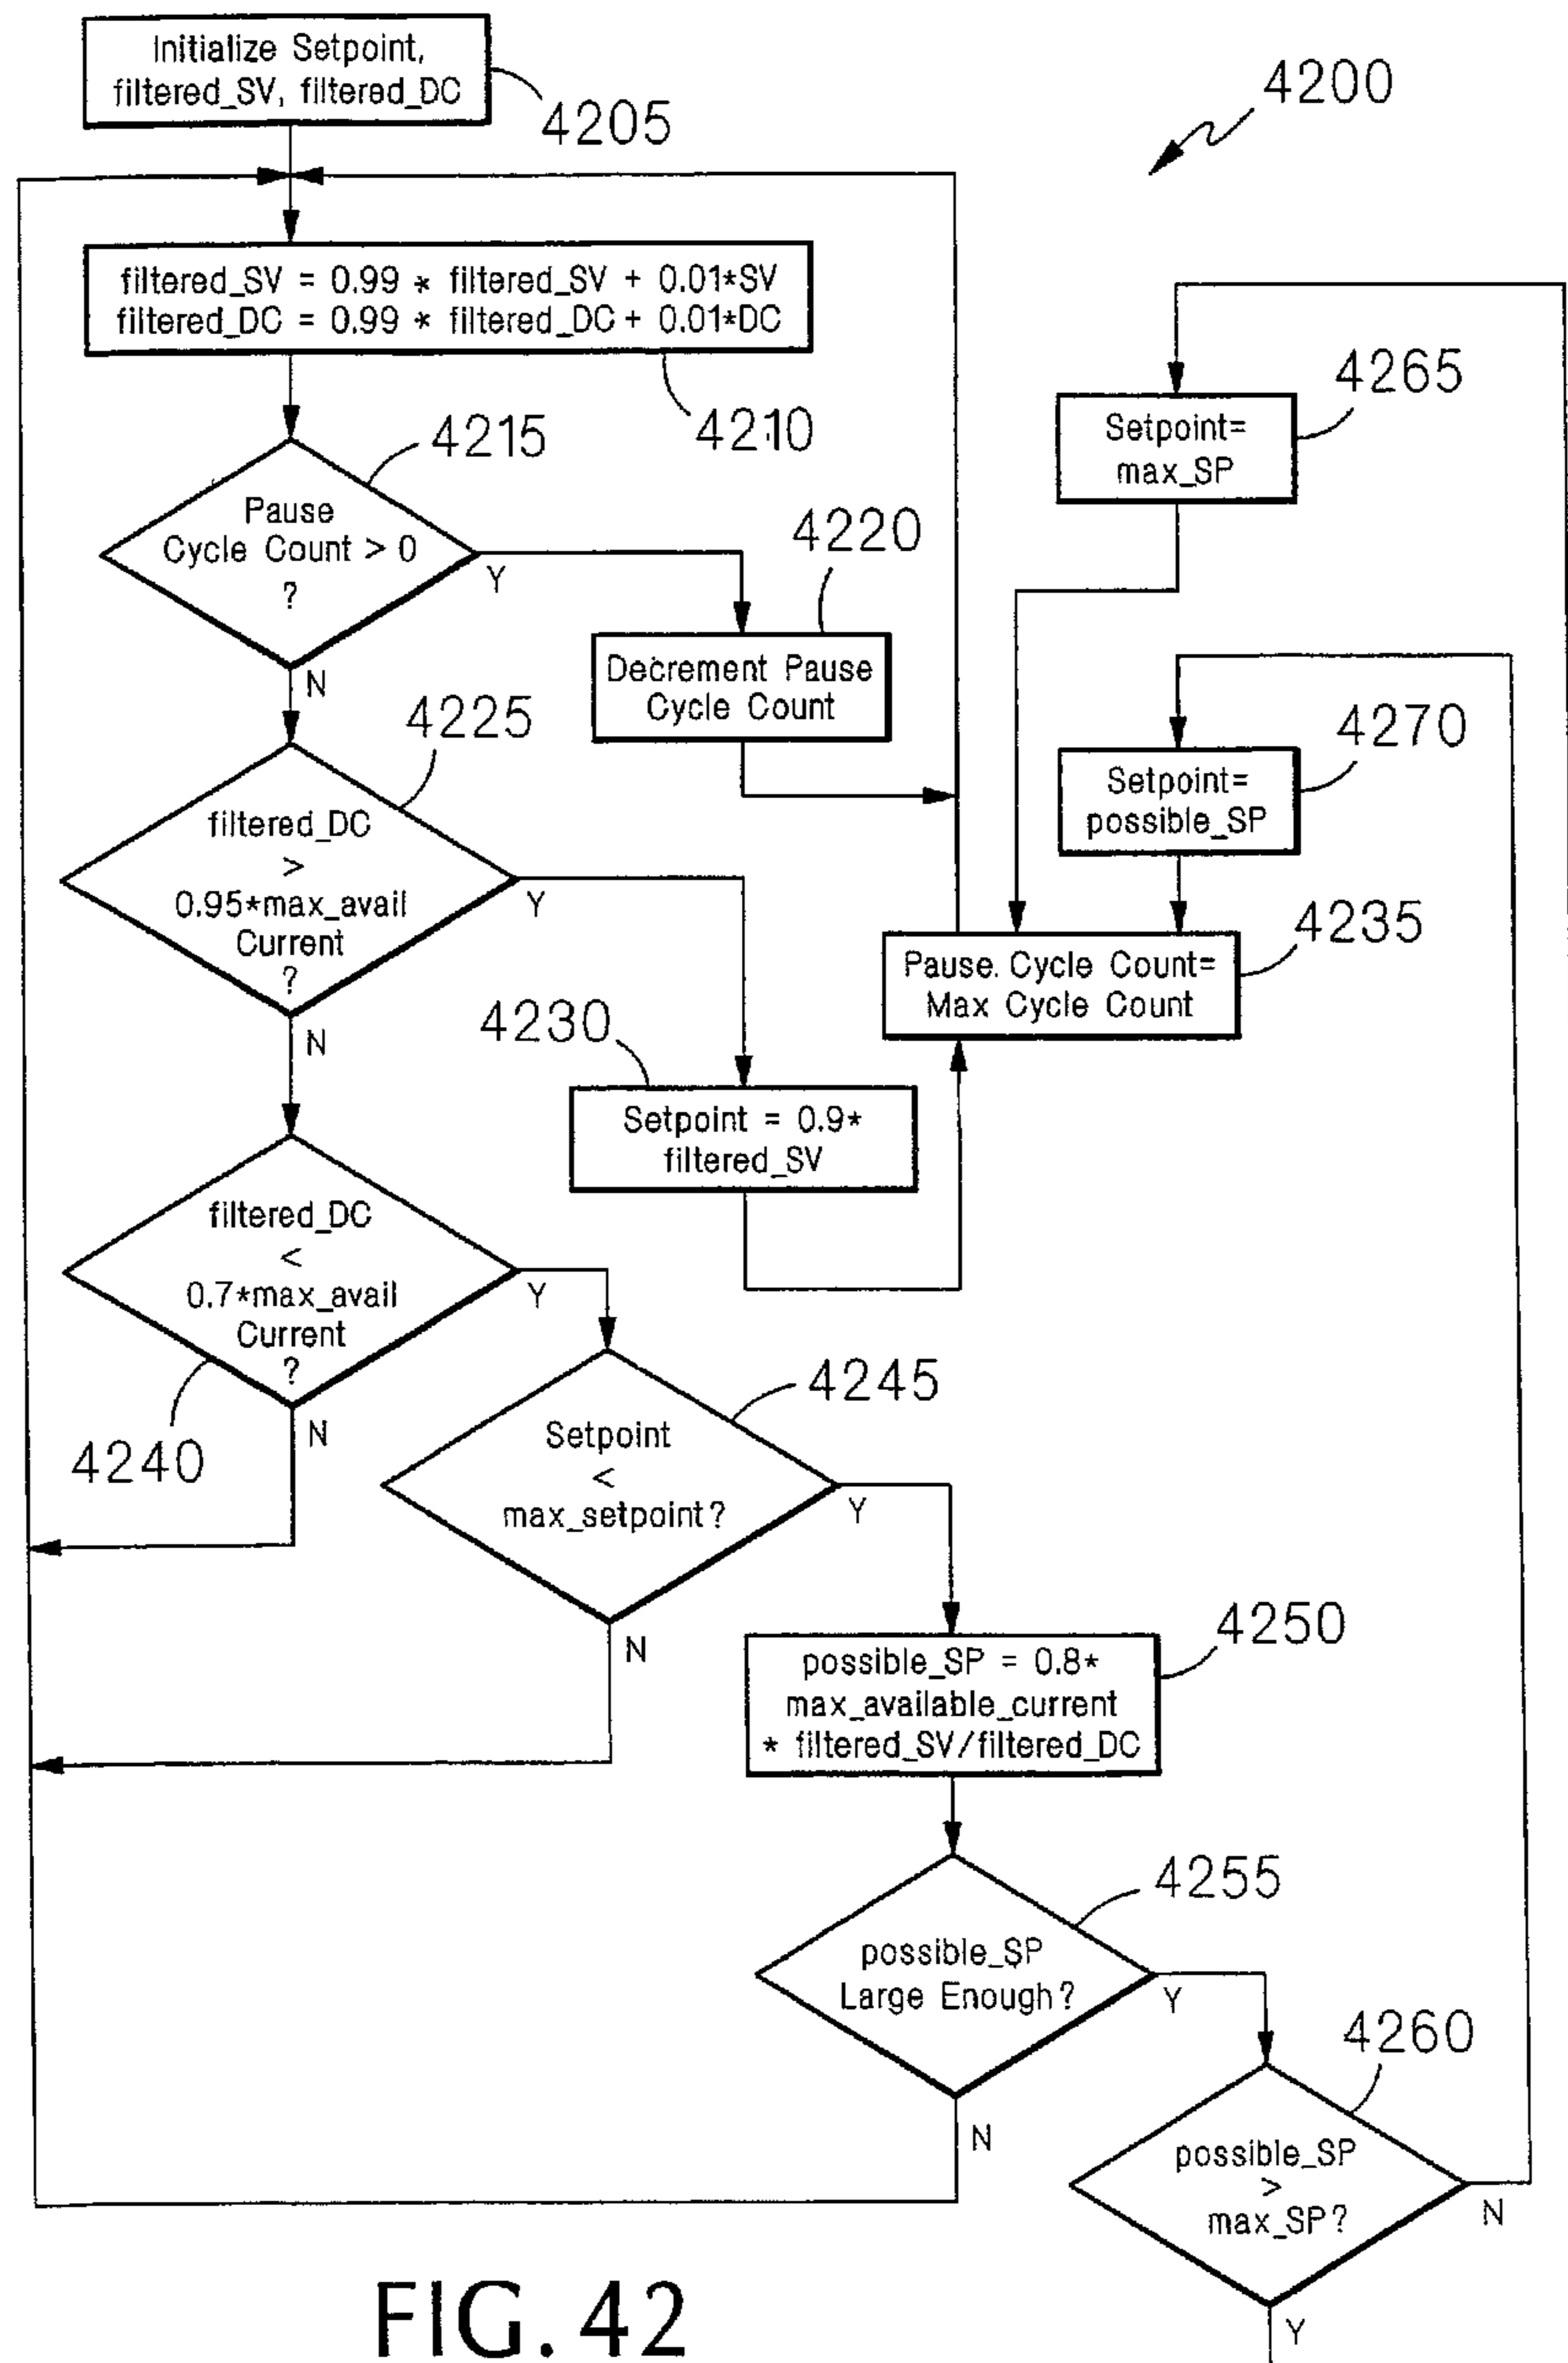 Initialize Setpoint,
filtered_SV, filtered_DC
4205
4200
filtered_SV = 0.99 * filtered_SV + 0.01*SV
filtered_DC = 0.99 * filtered_DC + 0.01*DC
4210
4215
Pause
Cycle Count > 0
?
Y
N
4220
Decrement Pause
Cycle Count
4265
Setpoint=
max_SP
4270
Setpoint=
possible_SP
4225
filtered_DC
>
0.95*max_avail
Current
?
Y
N
4235
Pause. Cycle Count=
Max Cycle Count
4230
Setpoint = 0.9*
filtered_SV
filtered_DC
<
0.7*max_avail
Current
?
Y
N
4240
4245
Setpoint
<
max_setpoint?
Y
N
4250
possible_SP = 0.8*
max_available_current
* filtered_SV/filtered_DC
4255
possible_SP
Large Enough?
Y
N
4260
possible_SP
>
max_SP?
N
Y
FIG. 42